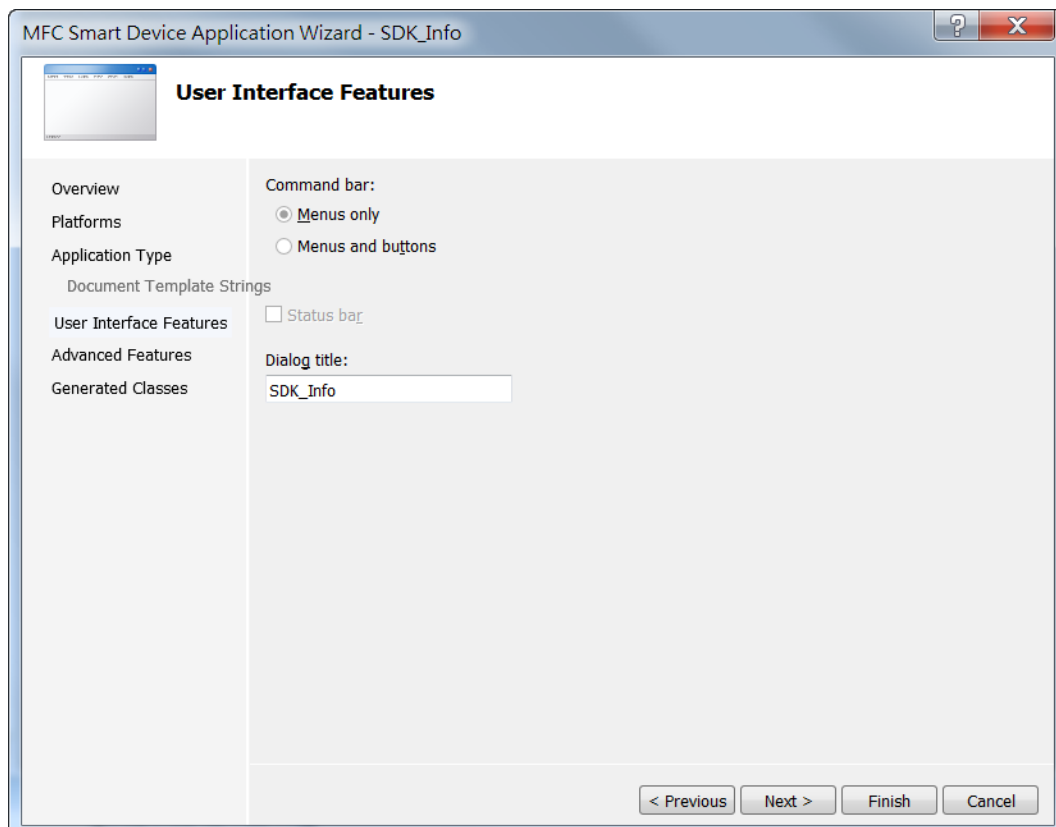 MFC Smart Device Application Wizard - SDK_Info
User Interface Features
Overview
Platforms
Application Type
Document Template Strings
User Interface Features
Advanced Features
Generated Classes
Command bar:
Menus only
Menus and buttons
Status bar
Dialog title:
SDK_Info
< Previous
Next >
Finish
Cancel